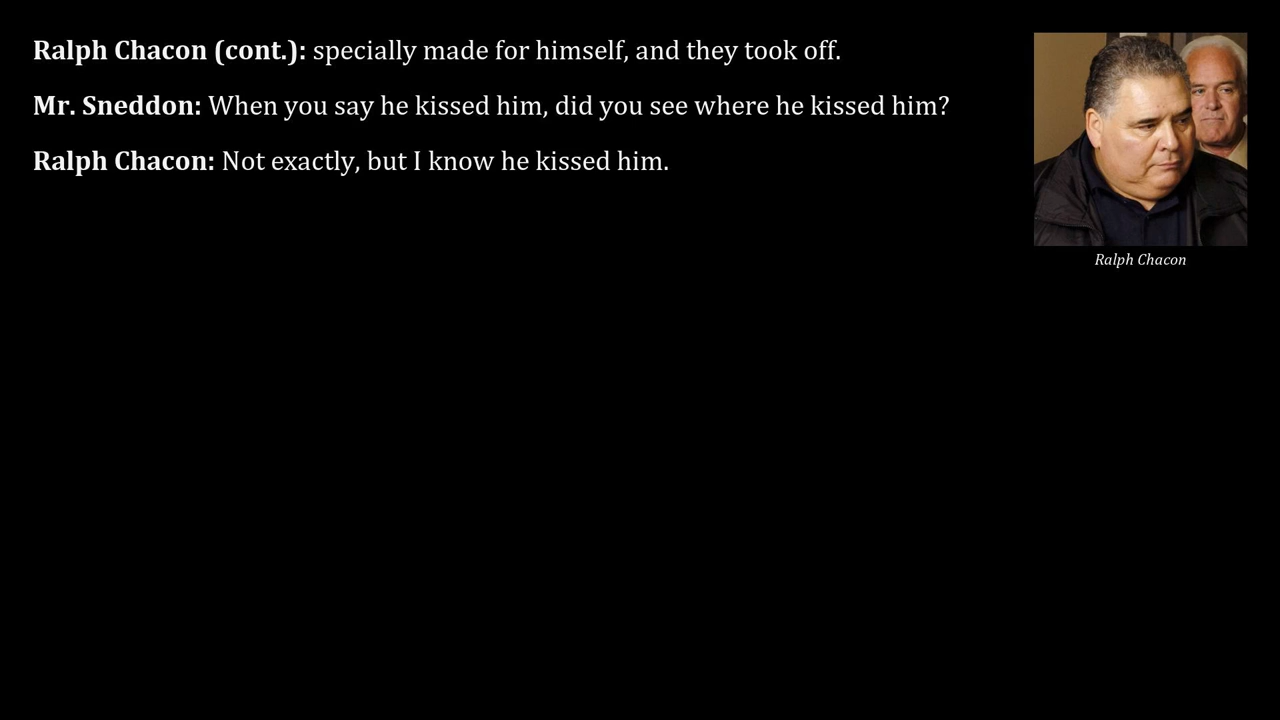 Ralph Chacon (cont.): specially made for himself, and they took off.
Mr. Sneddon: When you say he kissed him, did you see where he kissed him?
Ralph Chacon: Not exactly, but I know he kissed him.
Ralph Chacon